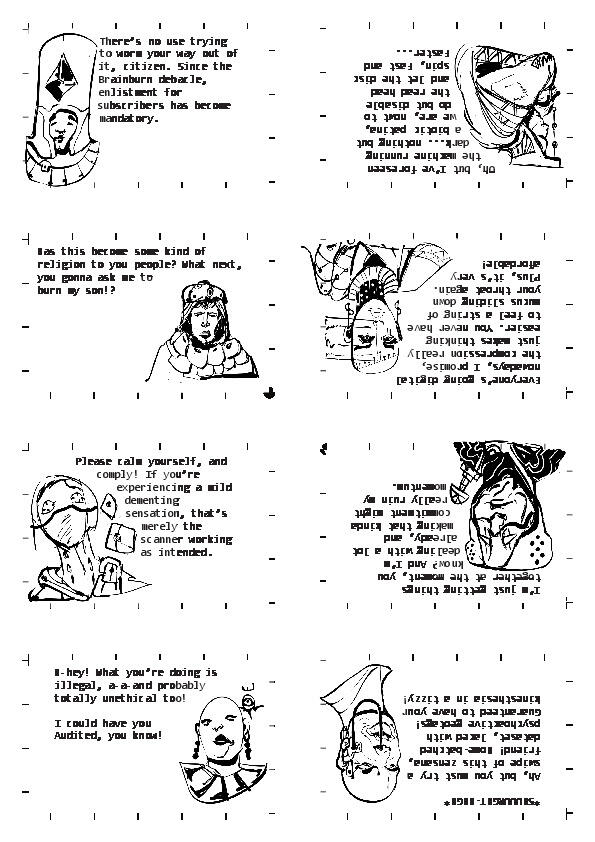 There's no use trying
to worm your way out of
it, citizen. Since the
Brainburn debacle,
enlistment for
subscribers has become
mandatory.
Oh, but I've foreseen
the machine running
dark... nothing but
a biotic patina,
we are, nowt to
do but disable
the read head
and let the disc
spin, Fast and
Faster...
Has this become some kind of
religion to you people? What next,
you gonna ask me to
burn my son!?
Everyone's going digital
nowadays, I promise,
the compression really
just makes thinking
easier. You never have
to feel a string of
mucus sliding down
your throat again.
Plus, it's very
affordable!
Please calm yourself, and
comply! If you're
experiencing a mild
dementing
sensation, that's
merely the
scanner working
as intended.
I'm just getting things
together at the moment, you
know? And I'm
dealing with a lot
already, and
making that kinda
commitment might
really ruin my
momentum.
H-hey! What you're doing is
illegal, a-a-and probably
totally unethical too!
I could have you
Audited, you know!
Ah, but you must try a
swipe of this zensana,
friend! Home-batched
dataset, laced with
psychoactive geotags!
Guaranteed to have your
kinesthesia in a tizzy!